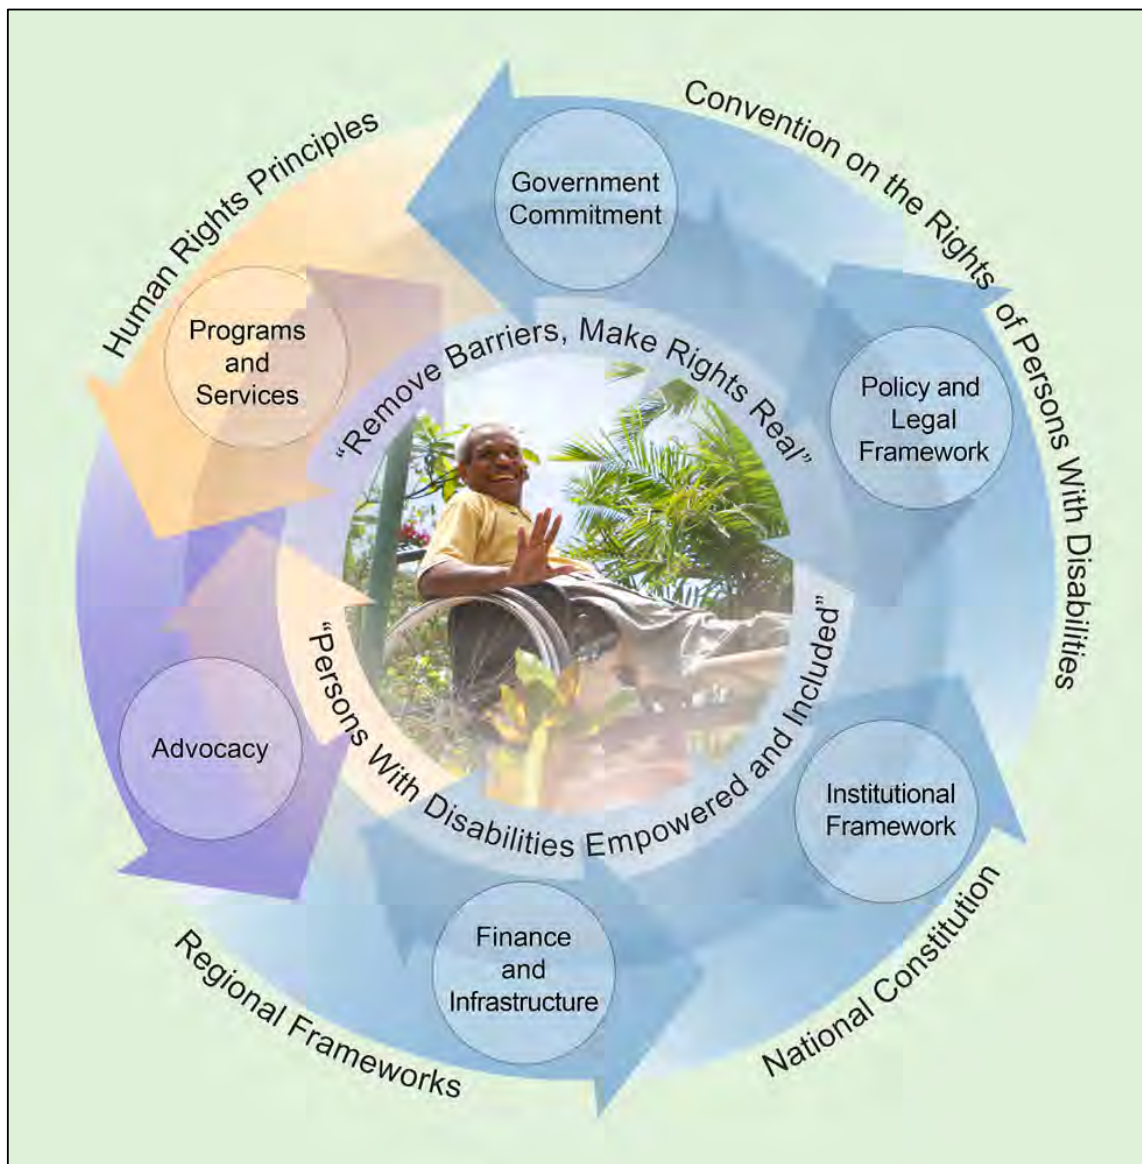 Human Rights Principles
Convention on the Rights of Persons With Disabilities
Government
Commitment
Programs
and
Services
Policy and
Legal
Framework
“Remove Barriers, Make Rights Real”
“Persons With Disabilities Empowered and Included”
Advocacy
Institutional
Framework
Finance
and
Infrastructure
Regional Frameworks
National Constitution